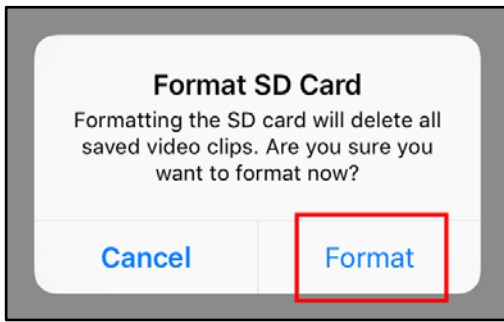 Format SD Card
Formatting the SD card will delete all
saved video clips. Are you sure you
want to format now?
Cancel
Format